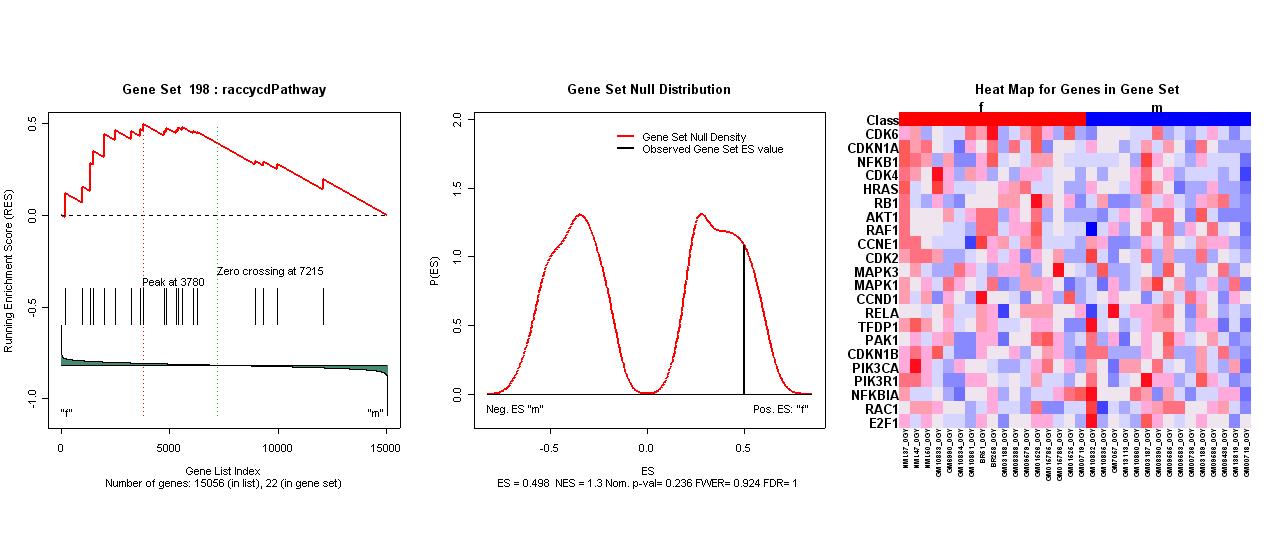 Gene Set 198 : raccycdPathway
Running Enrichment Score (RES)
0.5
0.0
-0.5
-1.0
Peak at 3780
Zero crossing at 7215
"f"
"m"
0
5000
10000
15000
Gene List Index
Number of genes: 15056 (in list), 22 (in gene set)
Gene Set Null Distribution
P(ES)
2.0
1.5
1.0
0.5
0.0
Gene Set Null Density
Observed Gene Set ES value
Neg. ES "m"
Pos. ES: "f"
-0.5
0.0
0.5
ES
ES = 0.498 NES = 1.3 Nom. p-val= 0.236 FWER= 0.924 FDR= 1
Heat Map for Genes in Gene Set
f
m
Class
CDK6
CDKN1A
NFKB1
CDK4
HRAS
RB1
AKT1
RAF1
CCNE1
CDK2
MAPK3
MAPK1
CCND1
RELA
TFDP1
PAK1
CDKN1B
PIK3CA
PIK3R1
NFKBIA
RAC1
E2F1